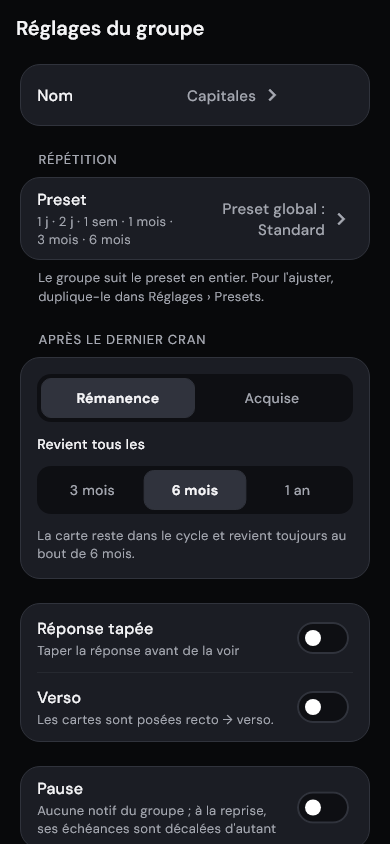 Réglages du groupe
Nom
Capitales
RÉPÉTITION
Preset
1 j · 2 j · 1 sem · 1 mois ·
3 mois · 6 mois
Preset global :
Standard
Le groupe suit le preset en entier. Pour l'ajuster,
duplique-le dans Réglages › Presets.
APRÈS LE DERNIER CRAN
Rémanence
Acquise
Revient tous les
3 mois
6 mois
1 an
La carte reste dans le cycle et revient toujours au
bout de 6 mois.
Réponse tapée
Taper la réponse avant de la voir
Verso
Les cartes sont posées recto → verso.
Pause
Aucune notif du groupe ; à la reprise,
ses échéances sont décalées d'autant